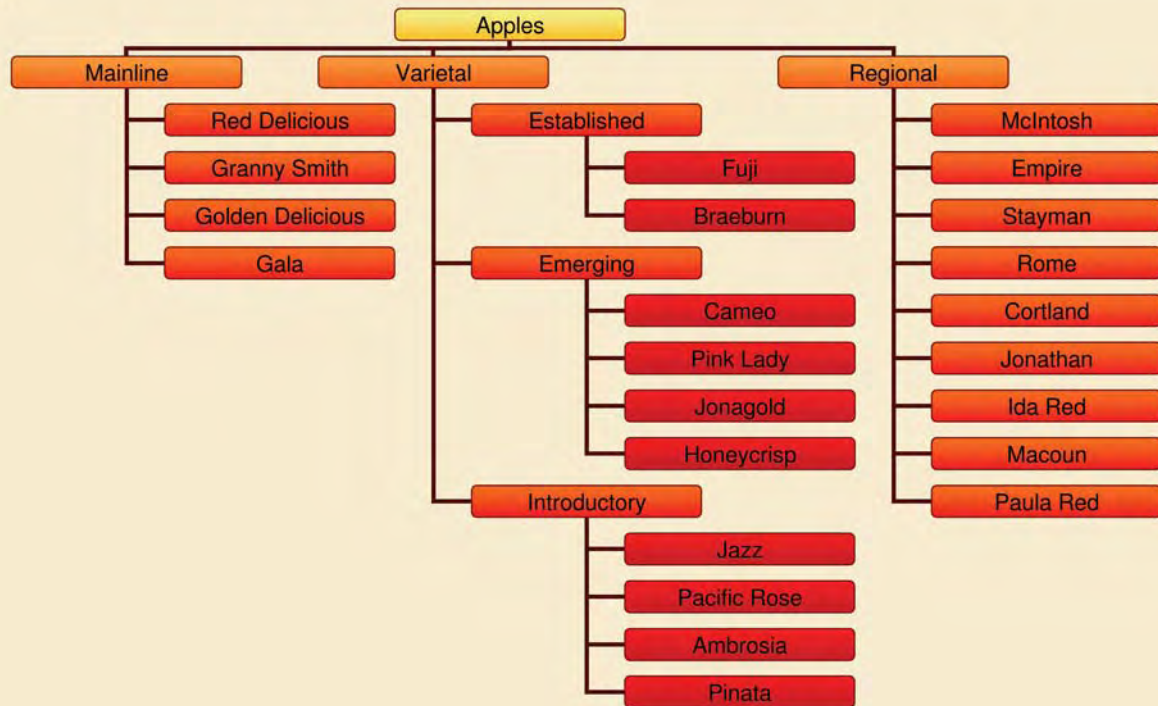 Apples
Mainline
Red Delicious
Granny Smith
Golden Delicious
Gala
Varietal
Established
Fuji
Braeburn
Emerging
Cameo
Pink Lady
Jonagold
Honeycrisp
Introductory
Jazz
Pacific Rose
Ambrosia
Pinata
Regional
McIntosh
Empire
Stayman
Rome
Cortland
Jonathan
Ida Red
Macoun
Paula Red